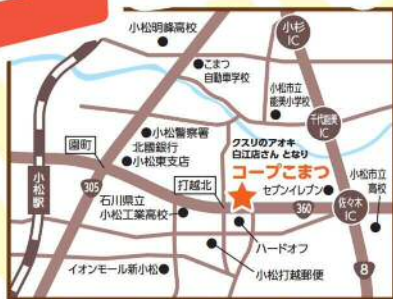 小松明峰高校
小杉
IC
こまつ
自動車学校
小松市立
能美小学校
千代能美
IC
小松警察署
北國銀行
小松東支店
園町
クスリのアオキ
白江店さん となり
コープこまつ
セブンイレブン
小松市立
高校
佐々木
IC
小松駅
305
打越北
石川県立
小松工業高校
360
ハードオフ
イオンモール新小松
小松打越郵便
8